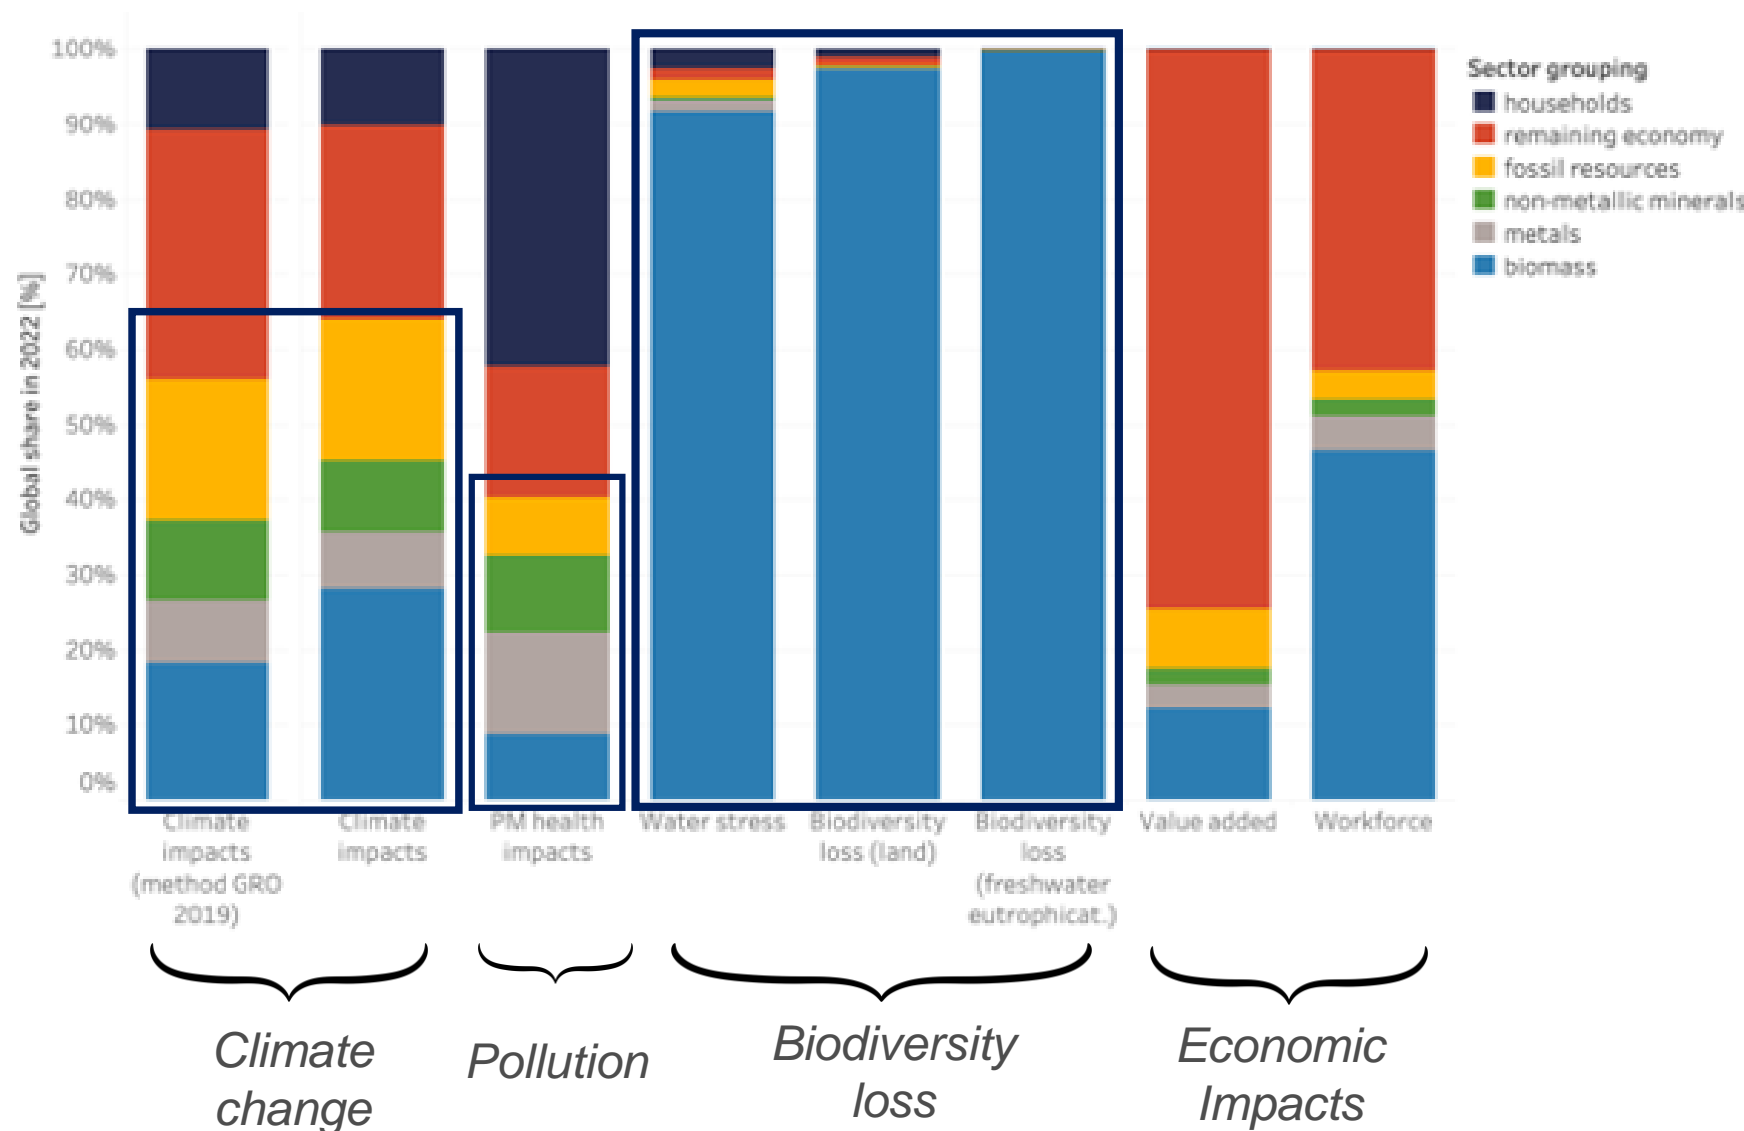 100%
90%
80%
70%
60%
50%
40%
30%
20%
10%
0%
Global share in 2022 [%]
Sector grouping
households
remaining economy
fossil resources
non-metallic minerals
metals
biomass
Climate
impacts
(method GRO
2019)
Climate
impacts
PM health
impacts
Water stress
Biodiversity
loss (land)
Biodiversity
loss
(freshwater
eutrophicat.)
Value added
Workforce
Climate
change
Pollution
Biodiversity
loss
Economic
Impacts